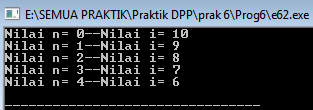 E:\SEMUA PRAKTIK\Praktik DPP\prak 6\Prog6\e62.exe
Nilai n= 0--Nilai i= 10
Nilai n= 1--Nilai i= 9
Nilai n= 2--Nilai i= 8
Nilai n= 3--Nilai i= 7
Nilai n= 4--Nilai i= 6
--------------------------------